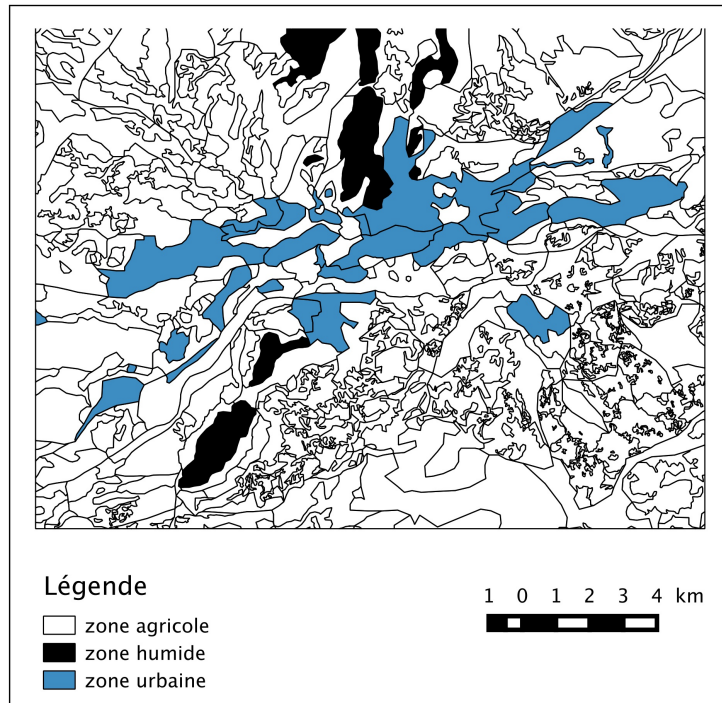 Légende
zone agricole
zone humide
zone urbaine
1 0 1 2 3 4 km